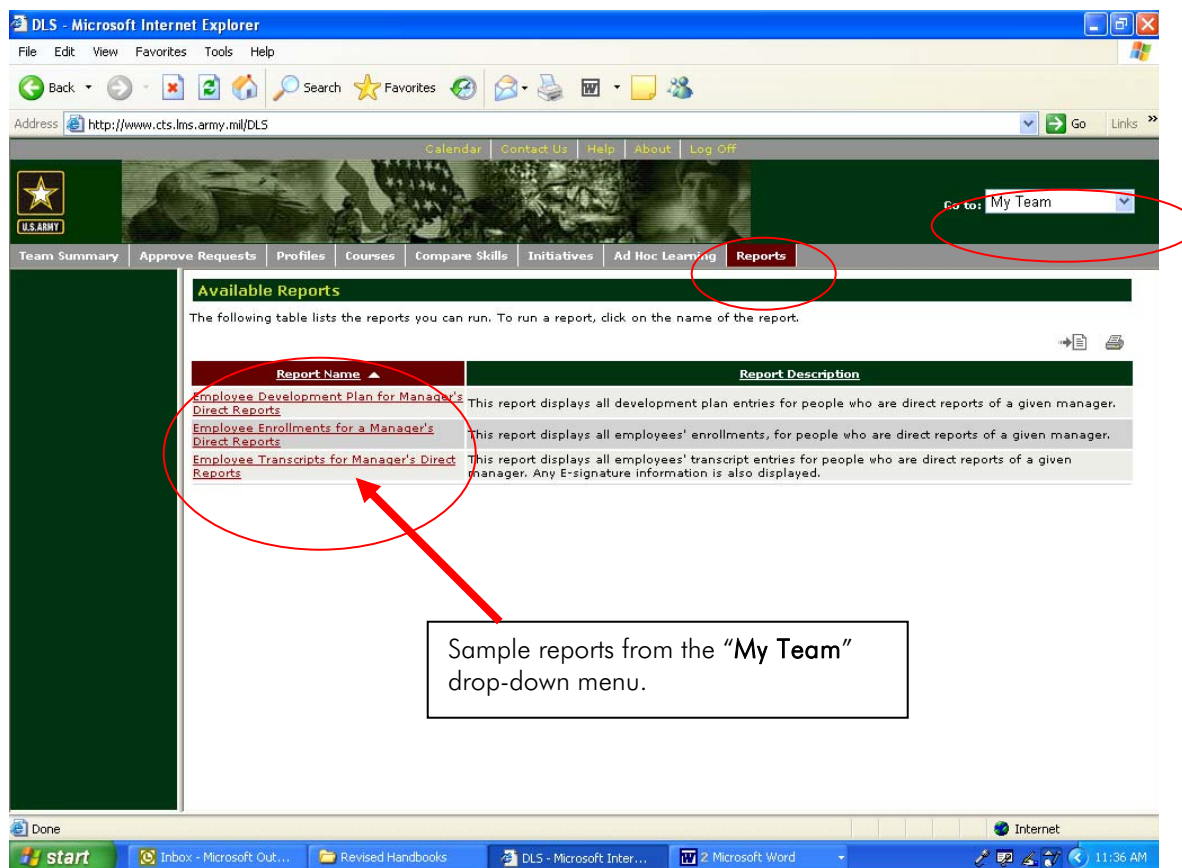 DLS - Microsoft Internet Explorer
File Edit View Favorites Tools Help
Back Search Favorites
Address http://www.cts.lms.army.mil/DLS Go Links »
Calendar | Contact Us | Help | About | Log Off
U.S.ARMY
Go to: My Team
Team Summary Approve Requests Profiles Courses Compare Skills Initiatives Ad Hoc Learning Reports
Available Reports
The following table lists the reports you can run. To run a report, click on the name of the report.
Report Name Report Description
Employee Development Plan for Manager's
Direct Reports
This report displays all development plan entries for people who are direct reports of a given manager.
Employee Enrollments for a Manager's
Direct Reports
This report displays all employees' enrollments, for people who are direct reports of a given manager.
Employee Transcripts for Manager's Direct
Reports
This report displays all employees' transcript entries for people who are direct reports of a given
manager. Any E-signature information is also displayed.
Sample reports from the “My Team”
drop-down menu.
Done Internet
start Inbox - Microsoft Out... Revised Handbooks DLS - Microsoft Inter... 2 Microsoft Word 11:36 AM